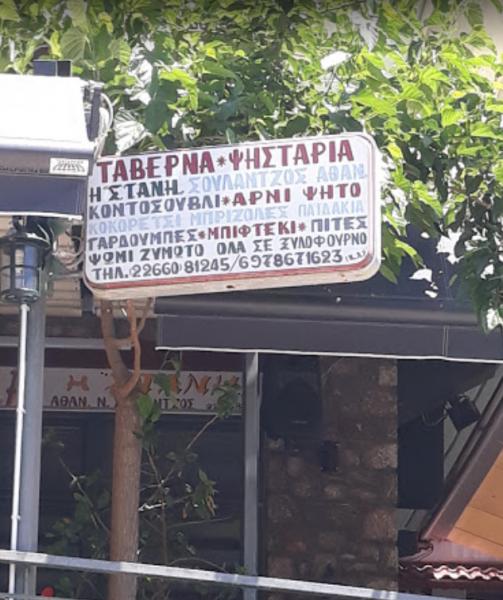 ΤΑΒΕΡΝΑ * ΨΗΣΤΑΡΙΑ
Η ΣΤΑΝΗ ΣΟΥΛΑΝΤΖΟΣ ΑΘΑΝ.
ΚΟΝΤΟΣΟΥΒΛΙ * ΑΡΝΙ ΨΗΤΟ
ΚΟΚΟΡΕΤΣΙ ΜΠΡΙΖΟΛΕΣ ΠΑΙΔΑΚΙΑ
ΓΑΡΔΟΥΜΠΕΣ * ΜΠΙΦΤΕΚΙ * ΠΙΤΕΣ
ΨΩΜΙ ΖΥΜΩΤΟ ΟΛΑ ΣΕ ΞΥΛΟΦΟΥΡΝΟ
ΤΗΛ. 22660 81245/6978671623
Η
ΑΘΑΝ. Ν.